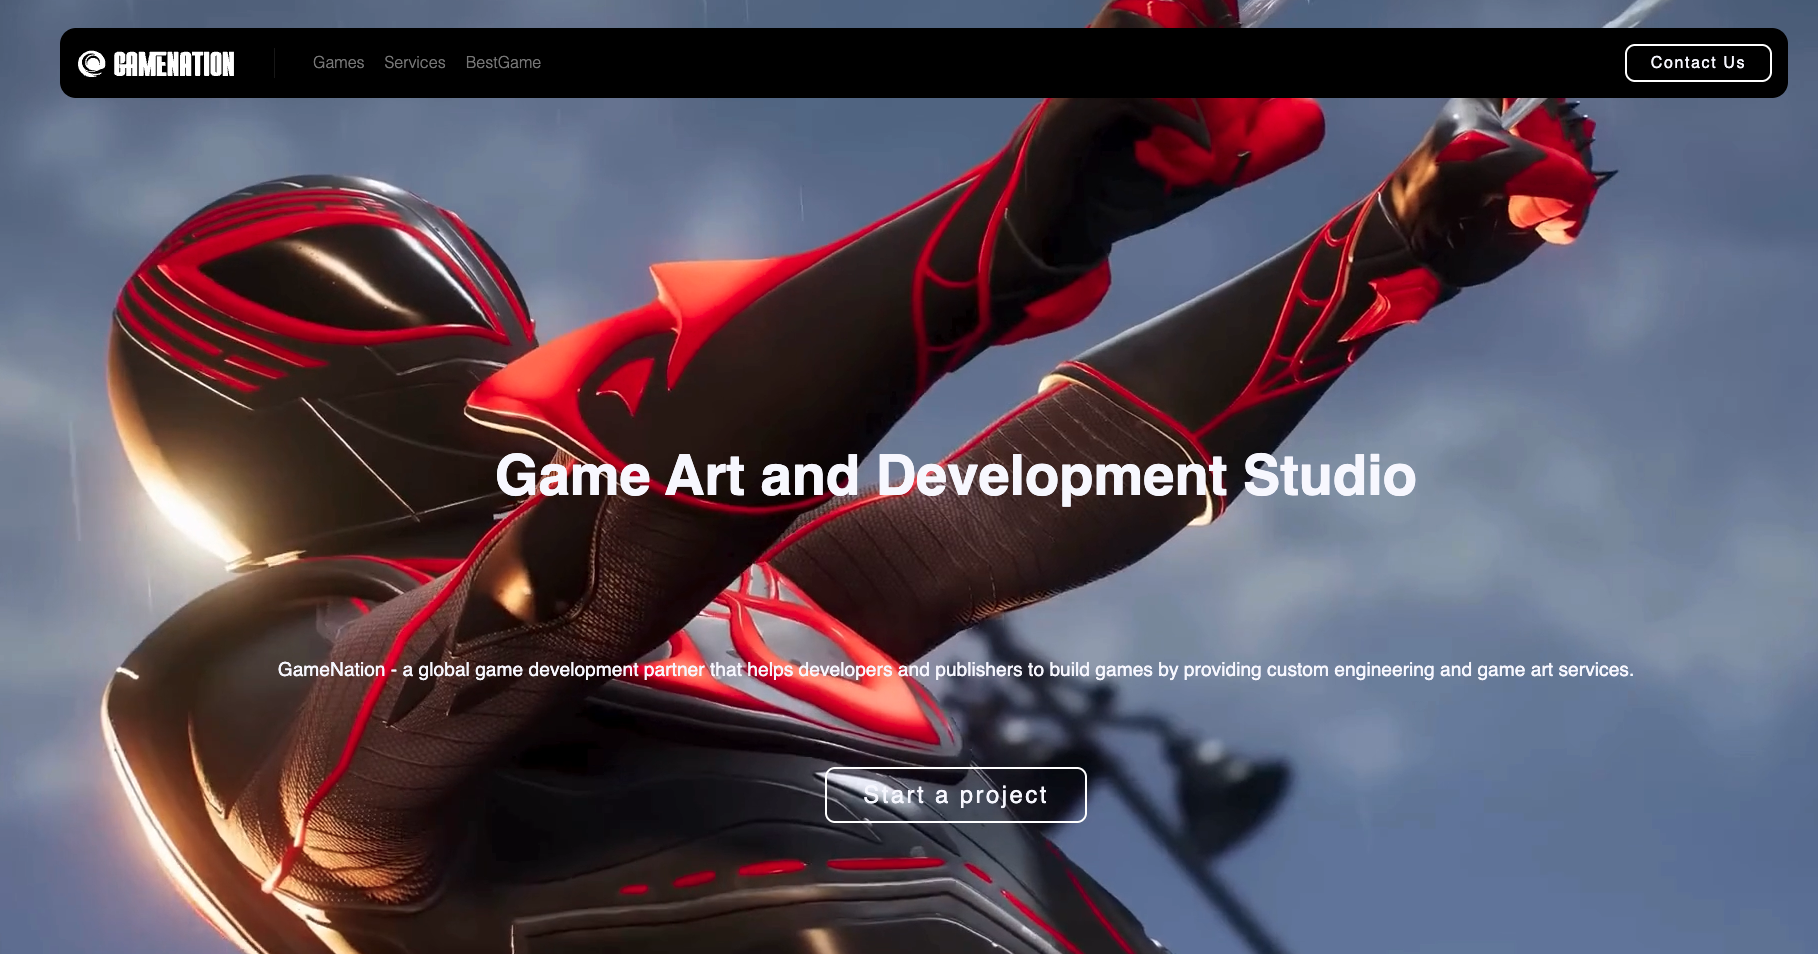 GAMENATION
Games Services BestGame
Contact Us
Game Art and Development Studio
GameNation - a global game development partner that helps developers and publishers to build games by providing custom engineering and game art services.
Start a project